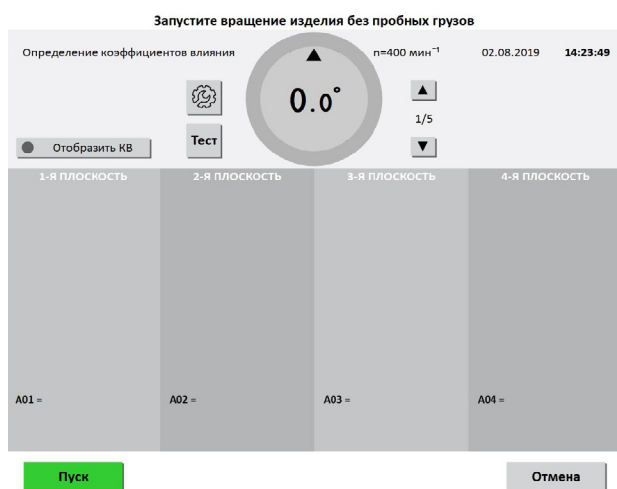 Запустите вращение изделия без пробных грузов
Определение коэффициентов влияния
n=400 мин⁻¹
02.08.2019
14:23:49
0.0°
1/5
Тест
Отобразить КВ
1-Я ПЛОСКОСТЬ
2-Я ПЛОСКОСТЬ
3-Я ПЛОСКОСТЬ
4-Я ПЛОСКОСТЬ
A01 =
A02 =
A03 =
A04 =
Пуск
Отмена